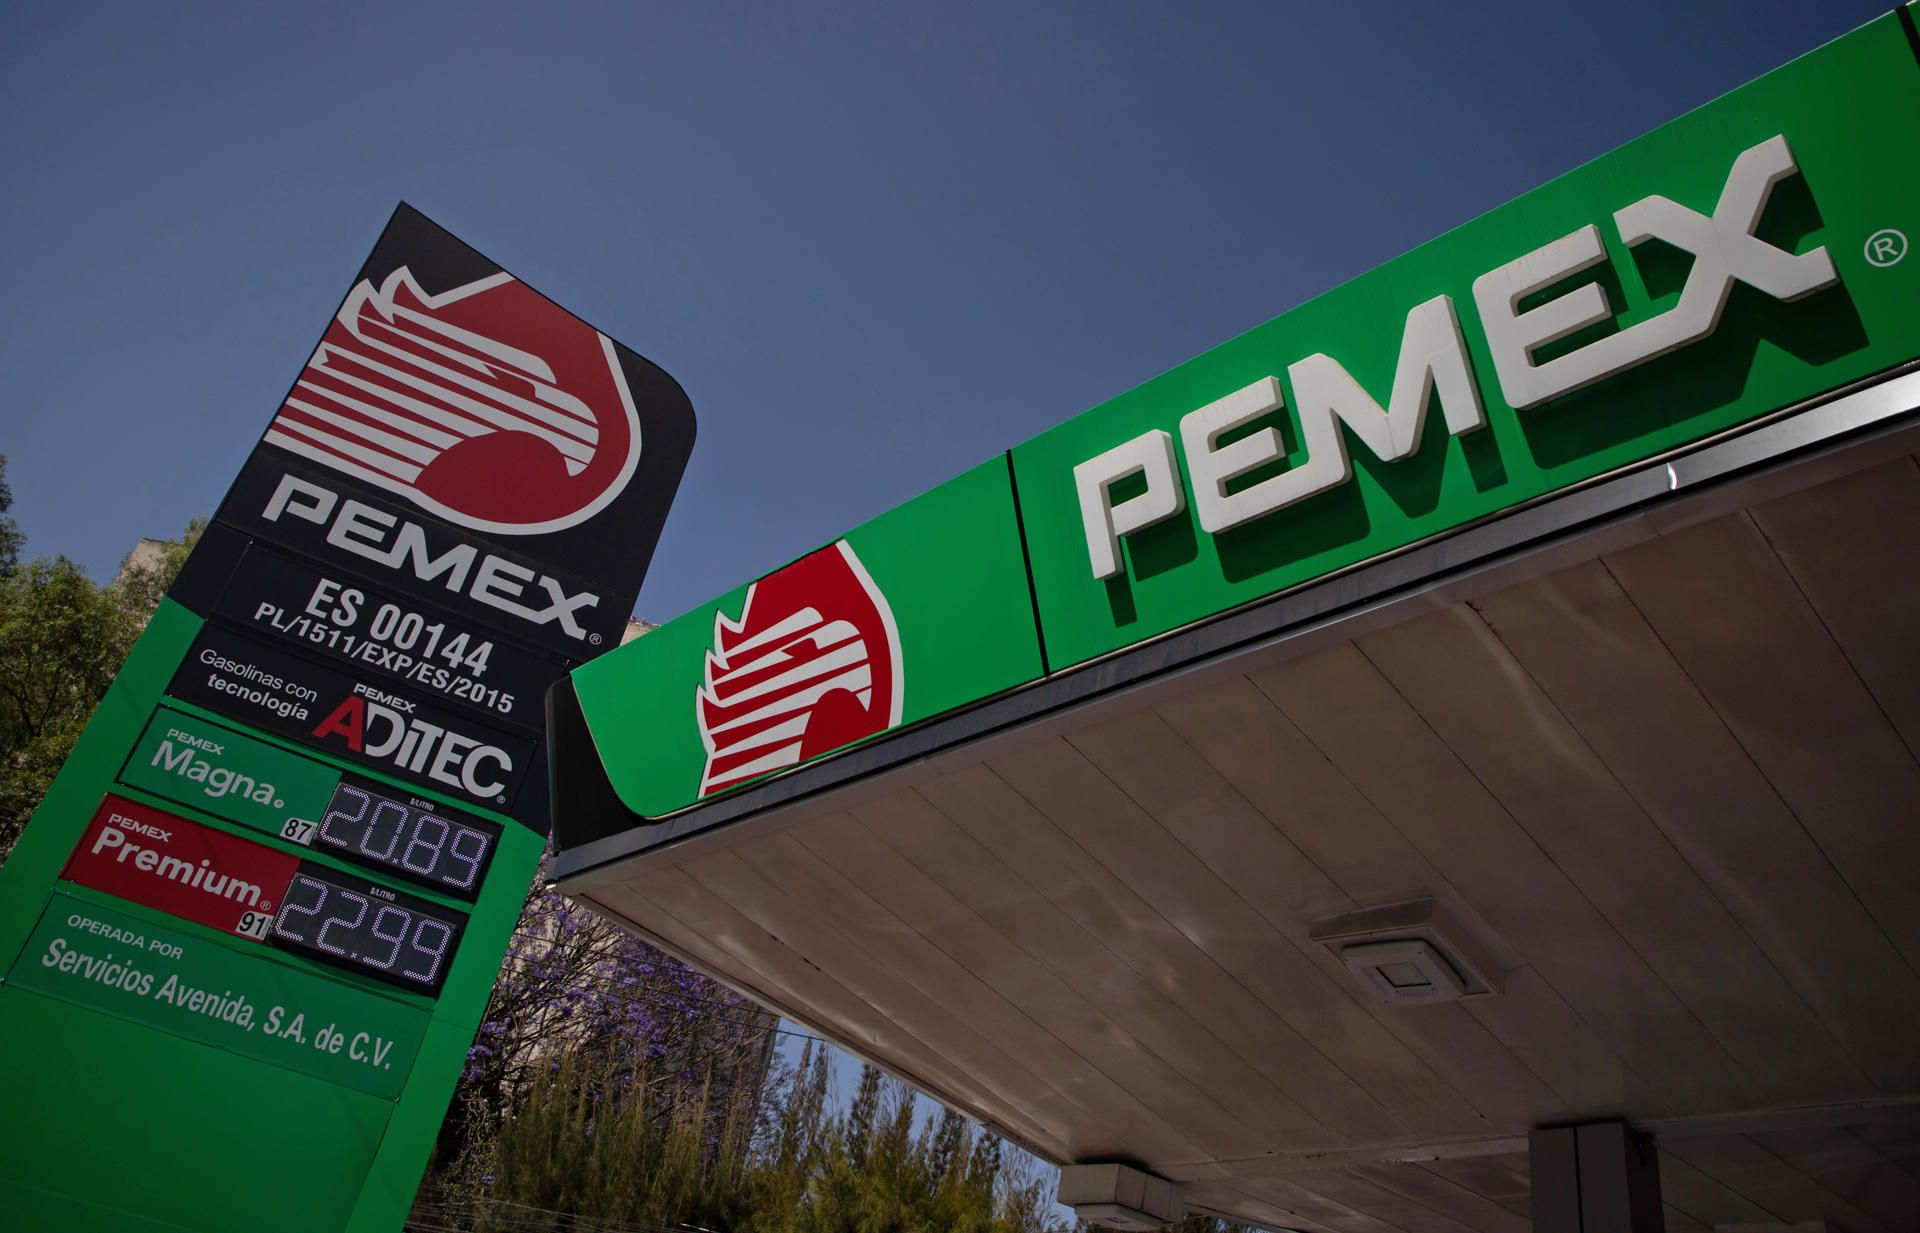 PEMEX®
ES 00144
PL/1511/EXP/ES/2015
Gasolinas con
tecnología
PEMEX
ADITEC®
PEMEX
Magna®
87
$/LITRO
20.89
PEMEX
Premium®
91
$/LITRO
22.99
OPERADA POR
Servicios Avenida, S.A. de C.V.
PEMEX®